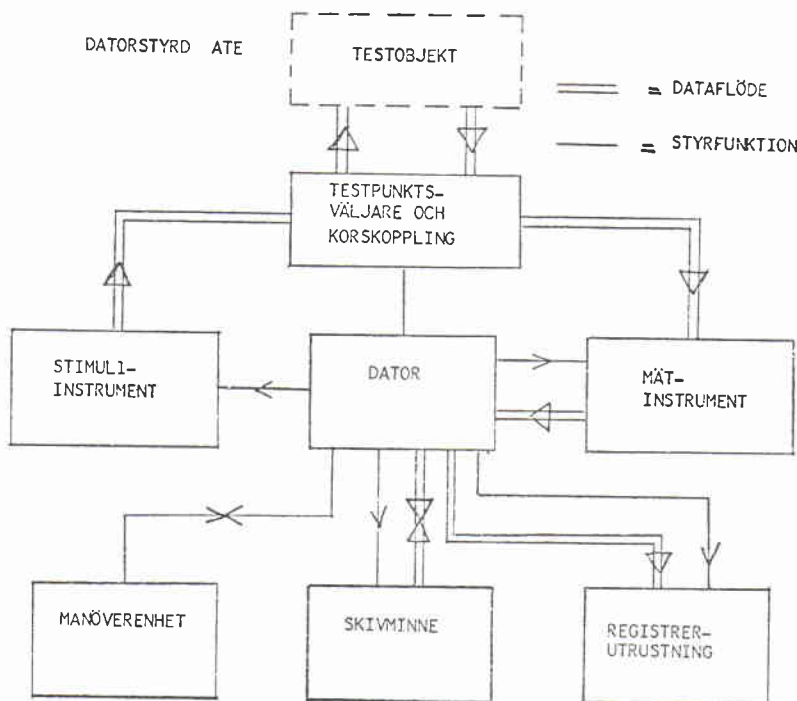 DATORSTYRD ATE
TESTOBJEKT
= DATAFLÖDE
= STYRFUNKTION
TESTPUNKTS-
VÄLJARE OCH
KORSKOPPLING
STIMULI-
INSTRUMENT
DATOR
MÄT-
INSTRUMENT
MANÖVERENHET
SKIVMINNE
REGISTRER-
UTRUSTNING